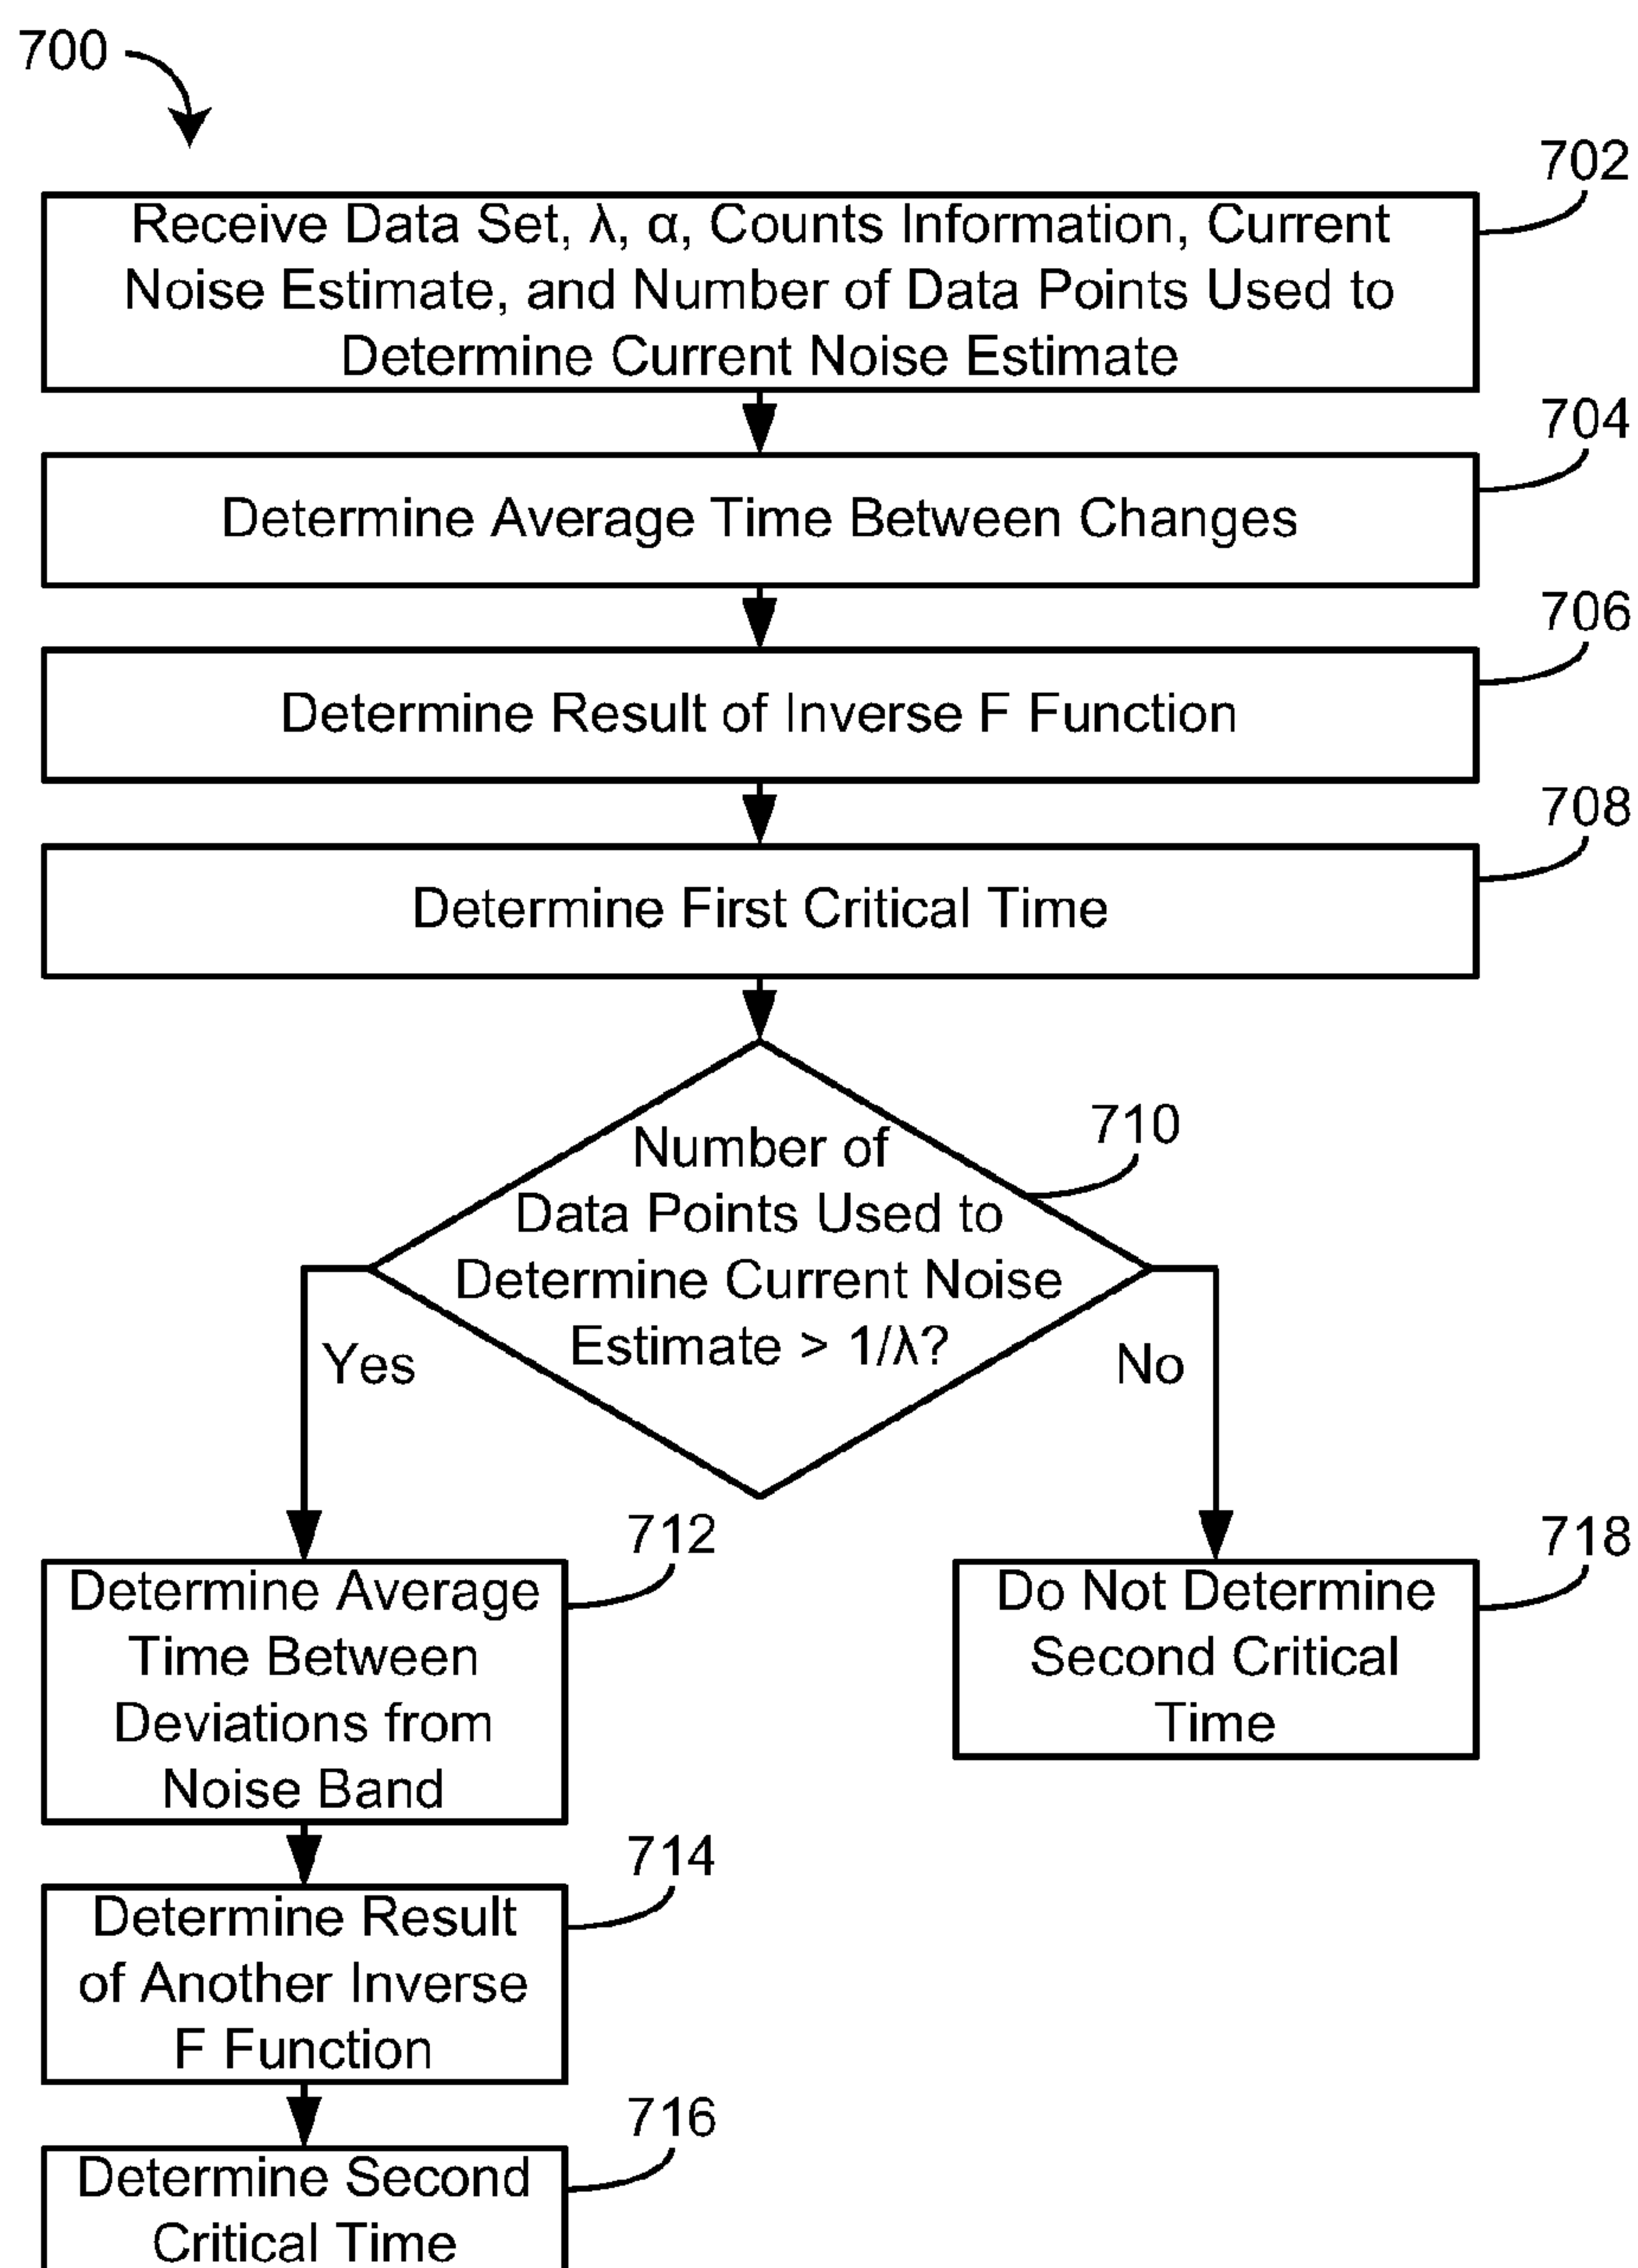 700
702
Receive Data Set, λ, α, Counts Information, Current
Noise Estimate, and Number of Data Points Used to
Determine Current Noise Estimate
704
Determine Average Time Between Changes
706
Determine Result of Inverse F Function
708
Determine First Critical Time
710
Number of
Data Points Used to
Determine Current Noise
Estimate > 1/λ?
Yes
No
712
Determine Average
Time Between
Deviations from
Noise Band
718
Do Not Determine
Second Critical
Time
714
Determine Result
of Another Inverse
F Function
716
Determine Second
Critical Time